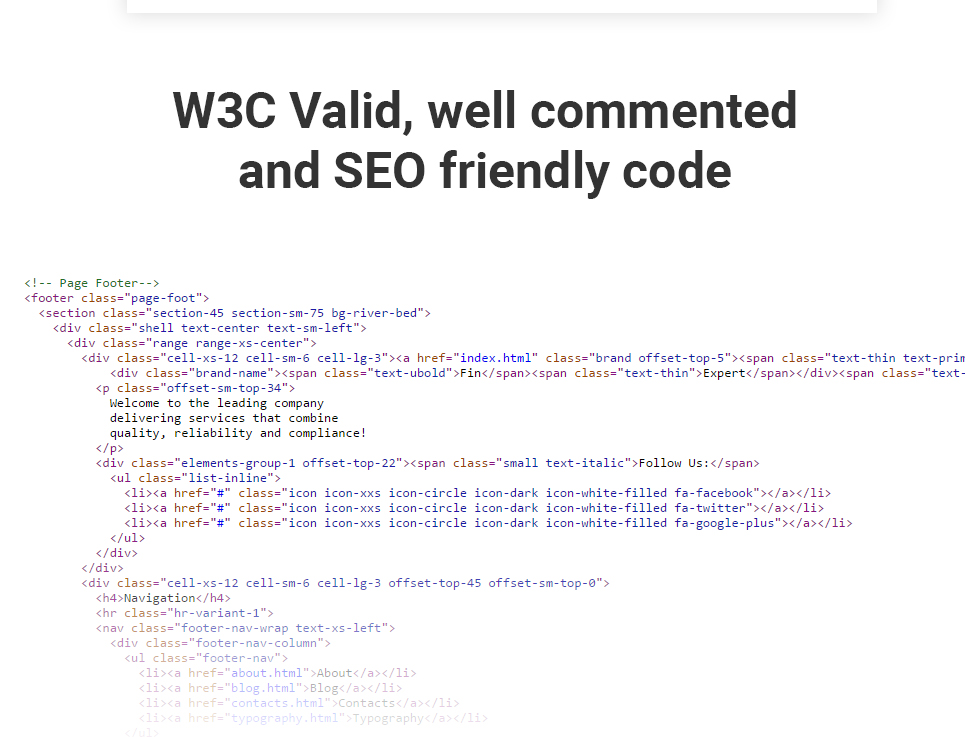 W3C Valid, well commented
and SEO friendly code
<!-- Page Footer-->
<footer class="page-foot">
<section class="section-45 section-sm-75 bg-river-bed">
<div class="shell text-center text-sm-left">
<div class="range range-xs-center">
<div class="cell-xs-12 cell-sm-6 cell-lg-3"><a href="index.html" class="brand offset-top-5"><span class="text-thin text-prim
<div class="brand-name"><span class="text-ubold">Fin</span><span class="text-thin">Expert</span></div><span class="text-
<p class="offset-sm-top-34">
Welcome to the leading company
delivering services that combine
quality, reliability and compliance!
</p>
<div class="elements-group-1 offset-top-22"><span class="small text-italic">Follow Us:</span>
<ul class="list-inline">
<li><a href="#" class="icon icon-xxs icon-circle icon-dark icon-white-filled fa-facebook"></a></li>
<li><a href="#" class="icon icon-xxs icon-circle icon-dark icon-white-filled fa-twitter"></a></li>
<li><a href="#" class="icon icon-xxs icon-circle icon-dark icon-white-filled fa-google-plus"></a></li>
</ul>
</div>
</div>
<div class="cell-xs-12 cell-sm-6 cell-lg-3 offset-top-45 offset-sm-top-0">
<h4>Navigation</h4>
<hr class="hr-variant-1">
<nav class="footer-nav-wrap text-xs-left">
<div class="footer-nav-column">
<ul class="footer-nav">
<li><a href="about.html">About</a></li>
<li><a href="blog.html">Blog</a></li>
<li><a href="contacts.html">Contacts</a></li>
<li><a href="typography.html">Typography</a></li>
</ul>